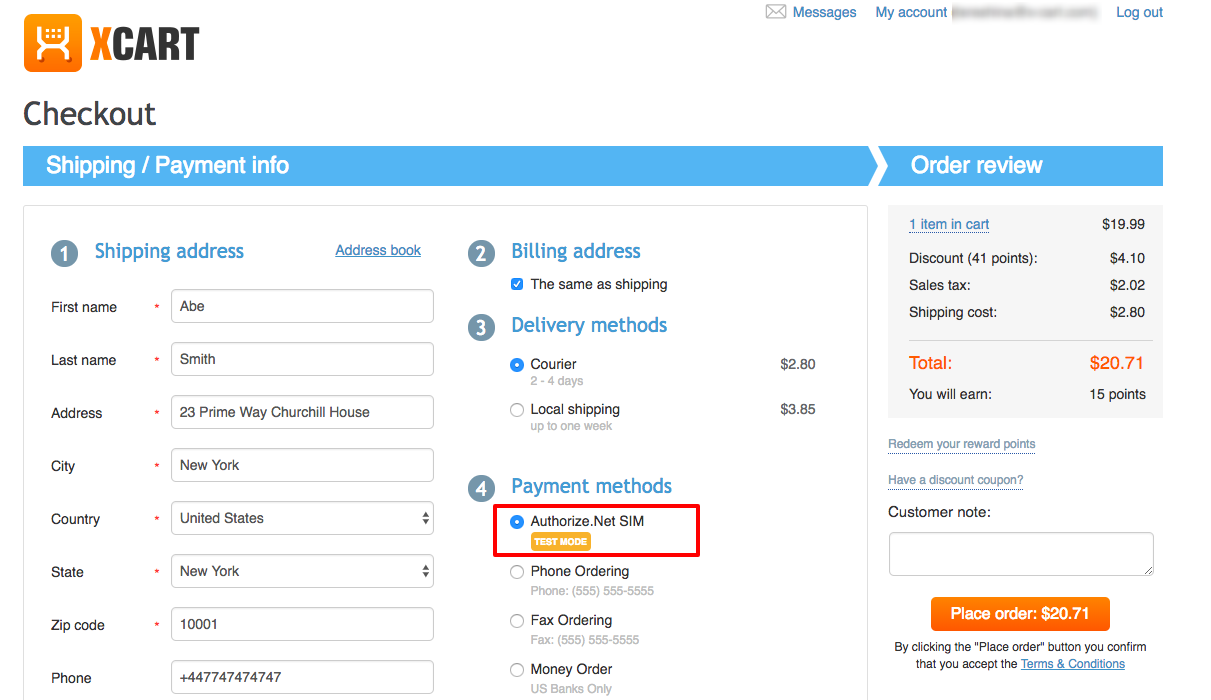 Messages My account Log out
XCART
Checkout
Shipping / Payment info
Order review
1 Shipping address Address book
First name * Abe
Last name * Smith
Address * 23 Prime Way Churchill House
City * New York
Country * United States
State * New York
Zip code * 10001
Phone +447747474747
2 Billing address
The same as shipping
3 Delivery methods
Courier $2.80
2 - 4 days
Local shipping $3.85
up to one week
4 Payment methods
Authorize.Net SIM
TEST MODE
Phone Ordering
Phone: (555) 555-5555
Fax Ordering
Fax: (555) 555-5555
Money Order
US Banks Only
1 item in cart $19.99
Discount (41 points): $4.10
Sales tax: $2.02
Shipping cost: $2.80
Total: $20.71
You will earn: 15 points
Redeem your reward points
Have a discount coupon?
Customer note:
Place order: $20.71
By clicking the "Place order" button you confirm
that you accept the Terms & Conditions